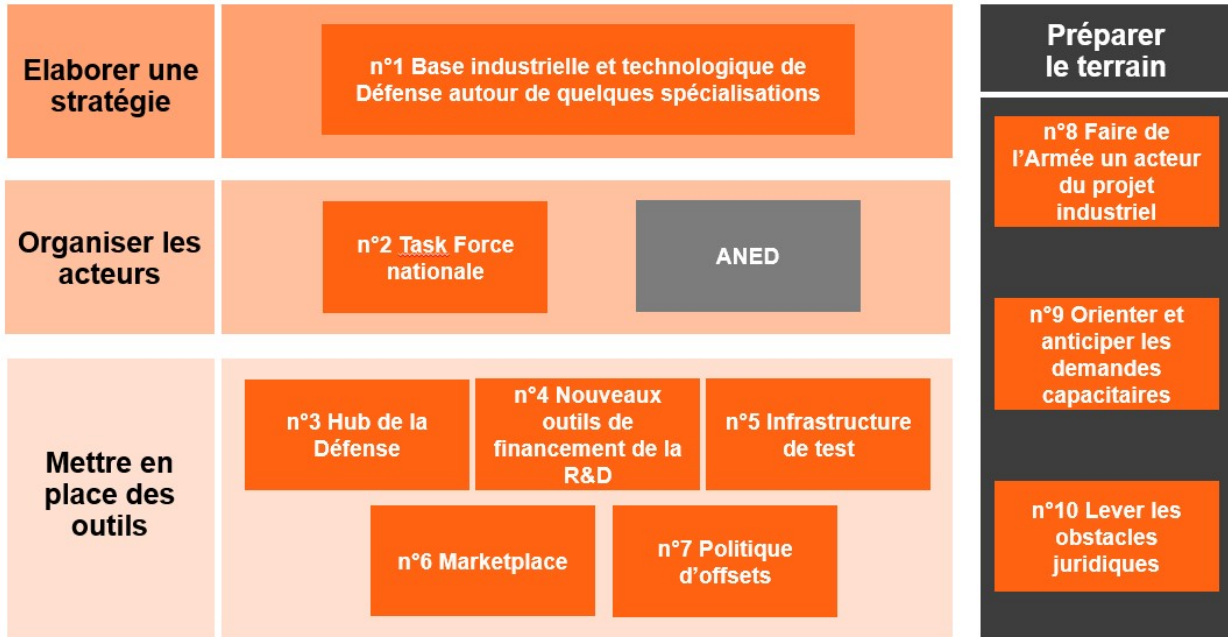 Elaborer une
stratégie
n°1 Base industrielle et technologique de
Défense autour de quelques spécialisations
Organiser les
acteurs
n°2 Task Force
nationale
ANED
Mettre en
place des
outils
n°3 Hub de la
Défense
n°4 Nouveaux
outils de
financement de la
R&D
n°5 Infrastructure
de test
n°6 Marketplace
n°7 Politique
d’offsets
Préparer
le terrain
n°8 Faire de
l’Armée un acteur
du projet
industriel
n°9 Orienter et
anticiper les
demandes
capacitaires
n°10 Lever les
obstacles
juridiques